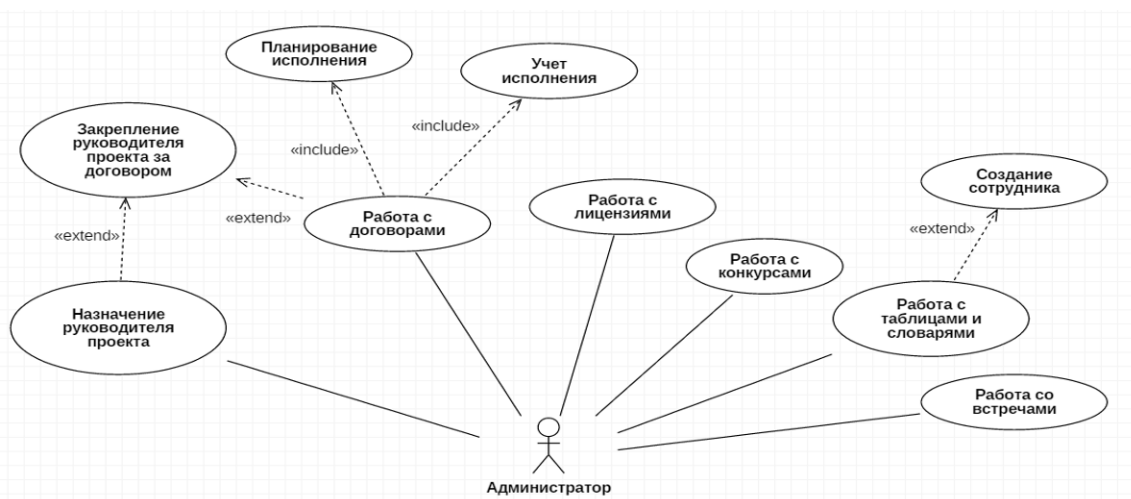 Планирование
исполнения
Учет
исполнения
«include»
«include»
Закрепление
руководителя
проекта за
договором
Создание
сотрудника
«extend»
Работа с
договорами
Работа с
лицензиями
«extend»
«extend»
Работа с
конкурсами
Назначение
руководителя
проекта
Работа с
таблицами и
словарями
Работа со
встречами
Администратор